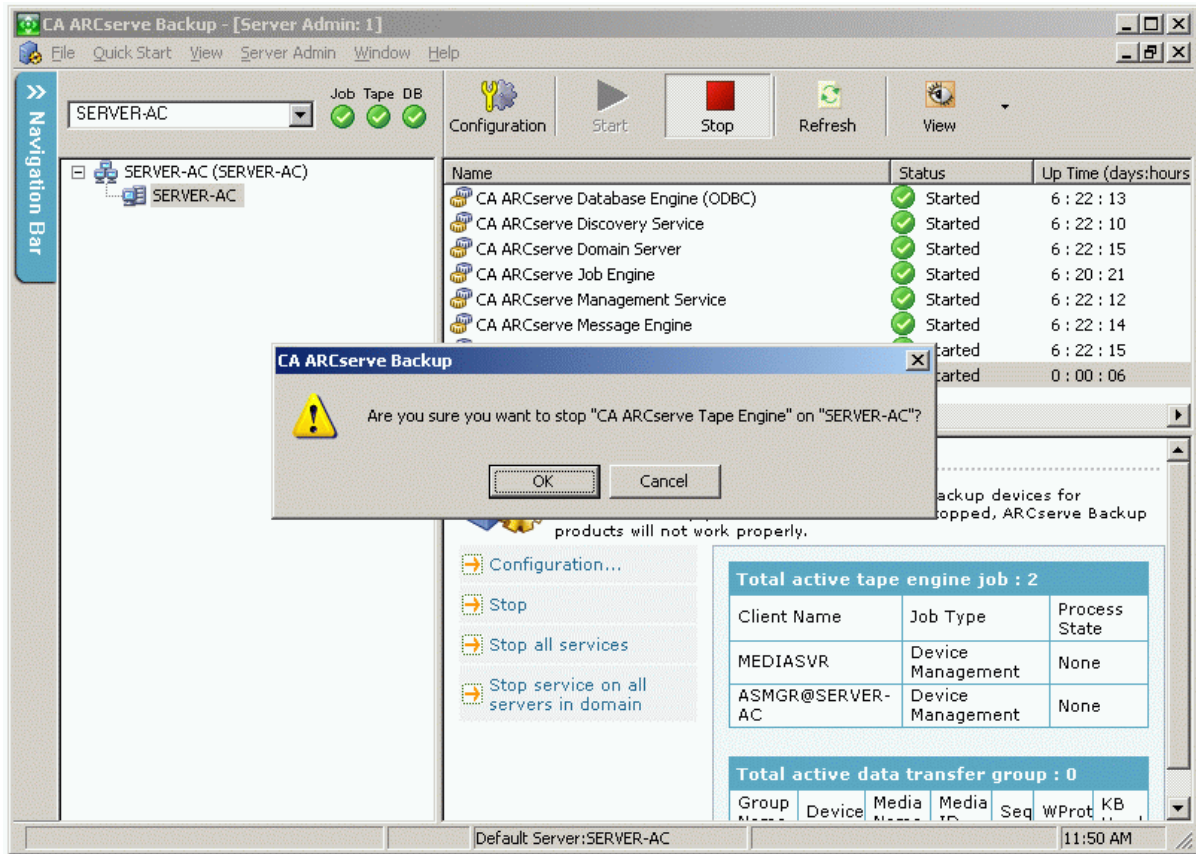 CA ARCserve Backup - [Server Admin: 1]
File Quick Start View Server Admin Window Help
Navigation Bar
SERVER-AC
Job Tape DB
Configuration
Start
Stop
Refresh
View
SERVER-AC (SERVER-AC)
SERVER-AC
Name Status Up Time (days:hours
CA ARCserve Database Engine (ODBC) Started 6 : 22 : 13
CA ARCserve Discovery Service Started 6 : 22 : 10
CA ARCserve Domain Server Started 6 : 22 : 15
CA ARCserve Job Engine Started 6 : 20 : 21
CA ARCserve Management Service Started 6 : 22 : 12
CA ARCserve Message Engine Started 6 : 22 : 14
tarted 6 : 22 : 15
tarted 0 : 00 : 06
CA ARCserve Backup
Are you sure you want to stop "CA ARCserve Tape Engine" on "SERVER-AC"?
OK
Cancel
ackup devices for
opped, ARCserve Backup
products will not work properly.
Configuration...
Stop
Stop all services
Stop service on all
servers in domain
Total active tape engine job : 2
Client Name Job Type Process
State
MEDIASVR Device
Management None
ASMGR@SERVER-
AC Device
Management None
Total active data transfer group : 0
Group Device Media Media Seq WProt KB
Default Server:SERVER-AC
11:50 AM